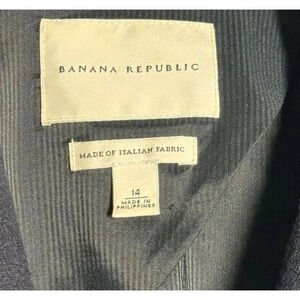 BANANA REPUBLIC
MADE OF ITALIAN FABRIC
14
MADE IN
PHILIPPINES